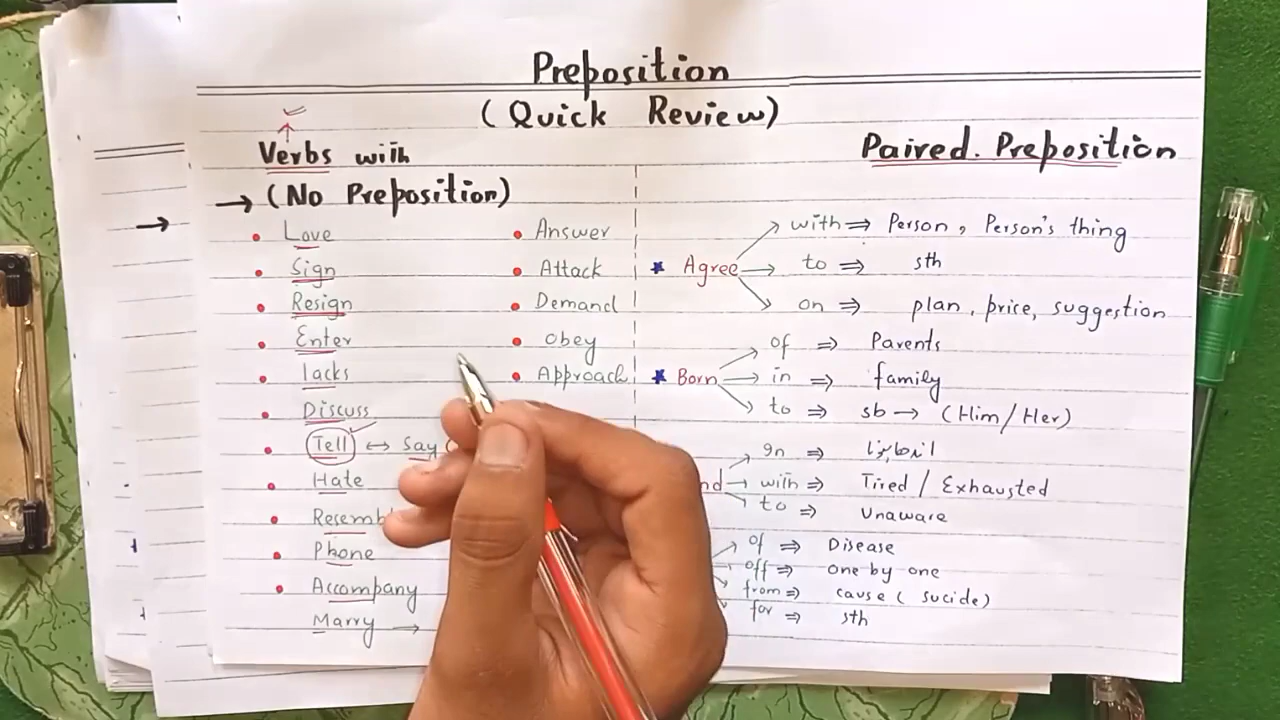 Preposition
(Quick Review)
Verbs with
→ (No Preposition)
→
• Love
• Sign
• Resign
• Enter
• lacks
• Discuss
• Tell ↔ Say (
• Hate
• Resemb
• Phone
• Accompany
Marry →
• Answer
• Attack
• Demand
• Obey
• Approach
Paired. Preposition
★ Agree
with ⇒ Person, Person's thing
to ⇒ sth
on ⇒ plan, price, suggestion
★ Born
of ⇒ Parents
in ⇒ family
to ⇒ sb → (Him/Her)
nd
in ⇒
with ⇒ Tired / Exhausted
to ⇒ Unaware
of ⇒ Disease
off ⇒ one by one
from ⇒ cause (sucide)
for ⇒ sth